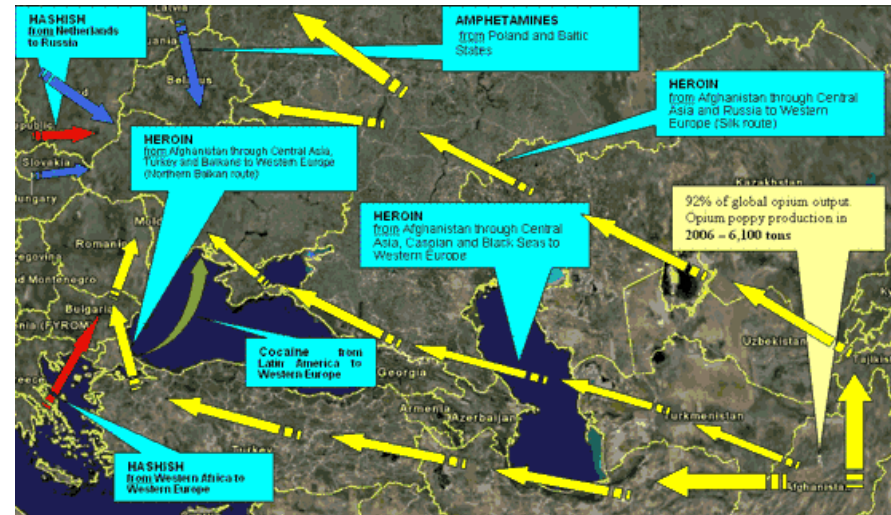 HASHISH
from Netherlands
to Russia
Latvia
AMPHETAMINES
from Poland and Baltic
States
Belarus
HEROIN
from Afghanistan through Central
Asia and Russia to Western
Europe (Silk route)
HEROIN
from Afghanistan through Central Asia,
Turkey and Balkans to Western Europe
(Northern Balkan route)
Slovakia
Kazakhstan
92% of global opium output.
Opium poppy production in
2006 – 6,100 tons
HEROIN
from Afghanistan through Central
Asia, Caspian and Black Seas to
Western Europe
Romania
Montenegro
Bulgaria
(FYROM)
Uzbekistan
Cocaine from
Latin America to
Western Europe
Georgia
Armenia
Azerbaijan
Turkmenistan
Turkey
HASHISH
from Western Africa to
Western Europe